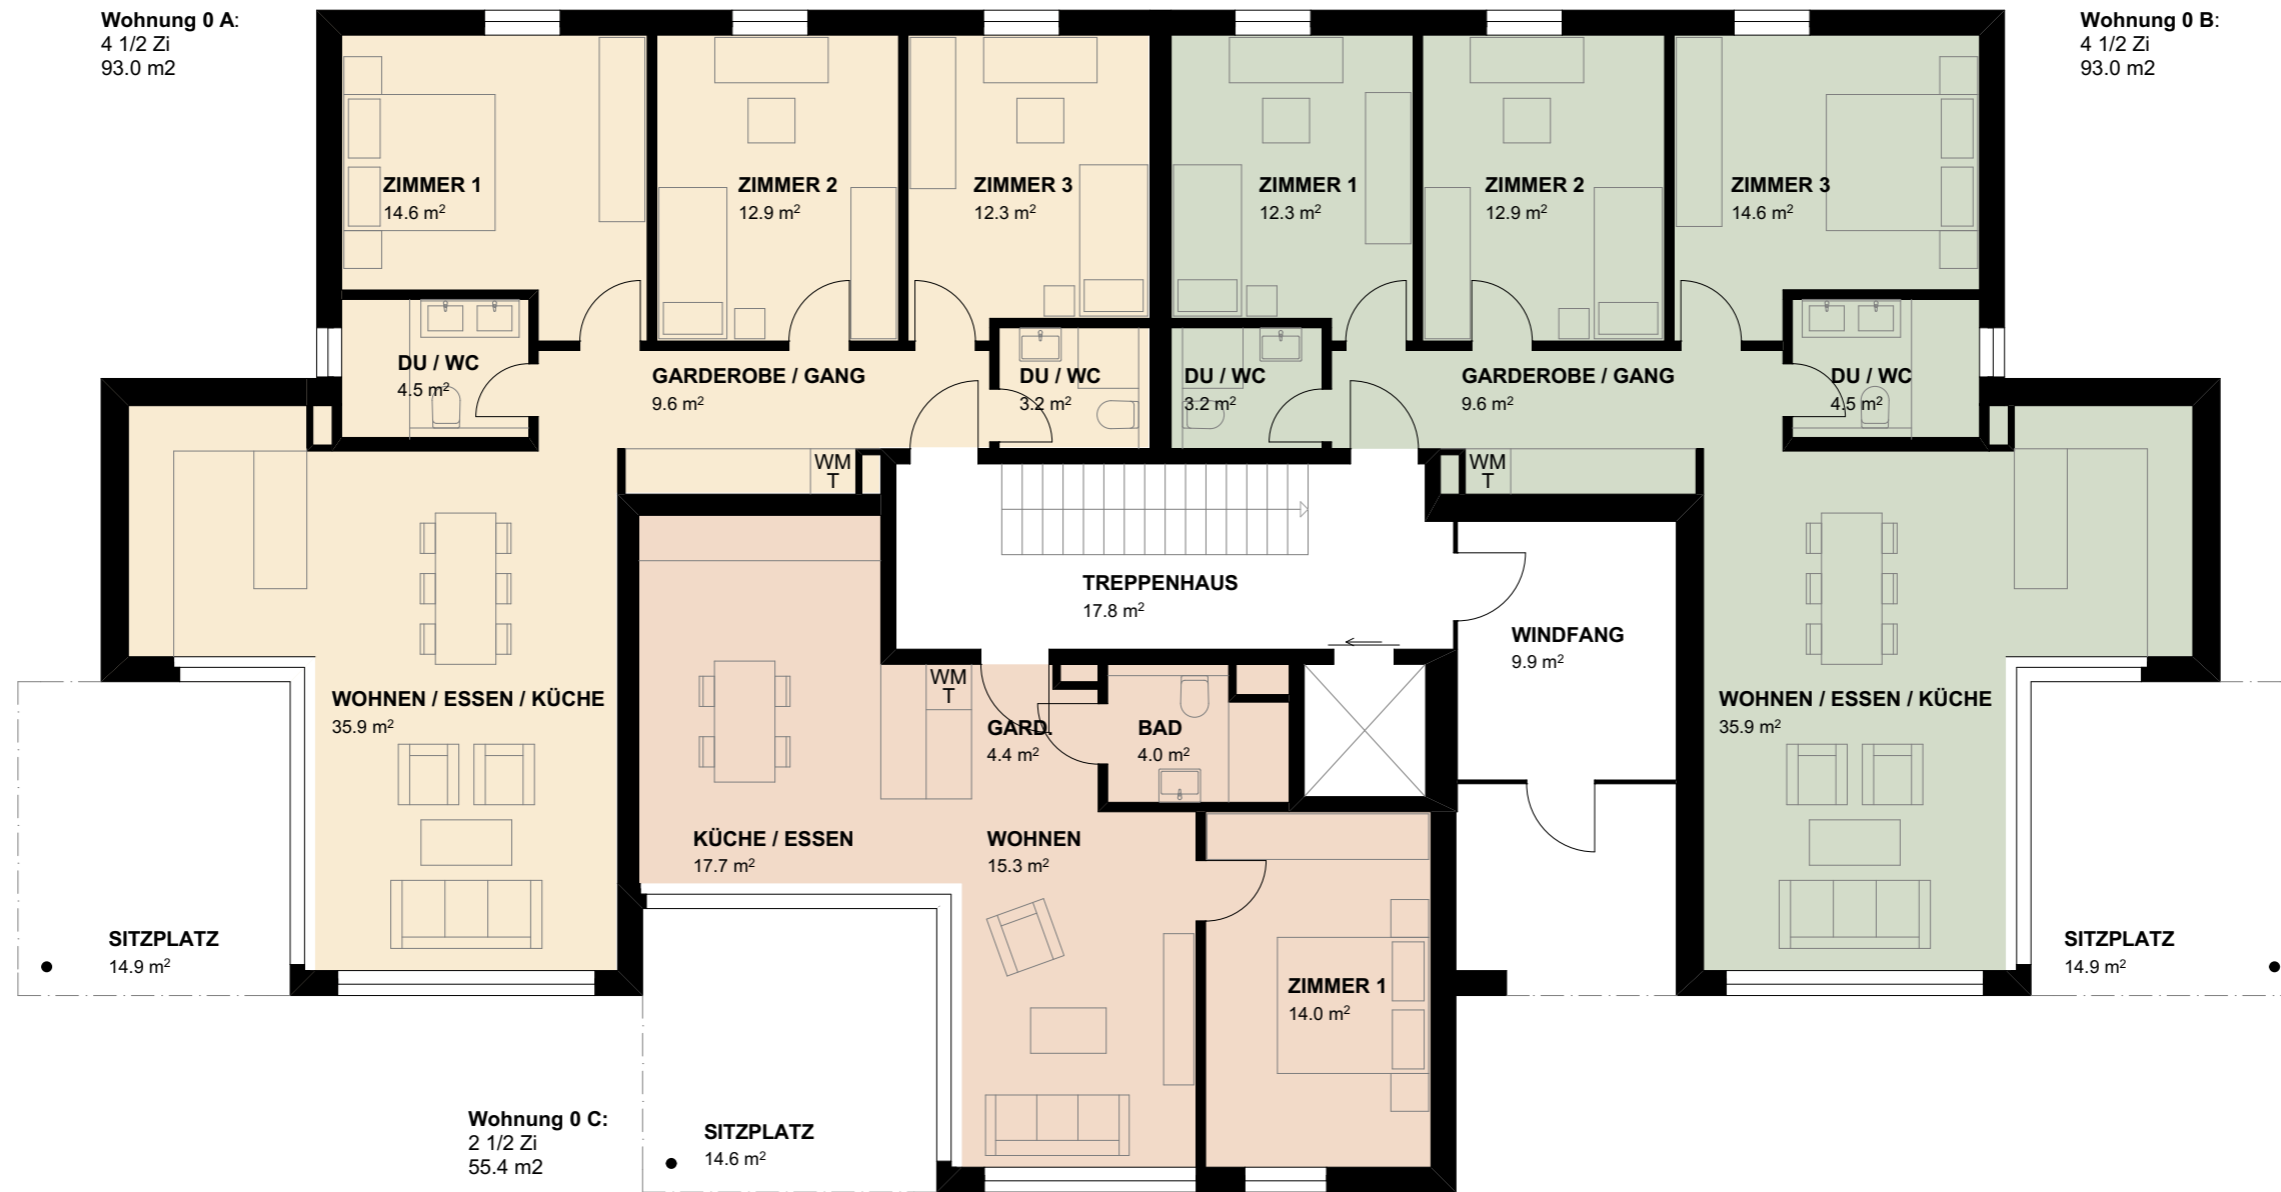 Wohnung 0 A:
4 1/2 Zi
93.0 m2
Wohnung 0 B:
4 1/2 Zi
93.0 m2
ZIMMER 1
14.6 m²
ZIMMER 2
12.9 m²
ZIMMER 3
12.3 m²
ZIMMER 1
12.3 m²
ZIMMER 2
12.9 m²
ZIMMER 3
14.6 m²
DU / WC
4.5 m²
GARDEROBE / GANG
9.6 m²
DU / WC
3.2 m²
DU / WC
3.2 m²
GARDEROBE / GANG
9.6 m²
DU / WC
4.5 m²
WM
T
WM
T
TREPPENHAUS
17.8 m²
WINDFANG
9.9 m²
WOHNEN / ESSEN / KÜCHE
35.9 m²
WM
T
GARD.
4.4 m²
BAD
4.0 m²
WOHNEN / ESSEN / KÜCHE
35.9 m²
KÜCHE / ESSEN
17.7 m²
WOHNEN
15.3 m²
SITZPLATZ
14.9 m²
ZIMMER 1
14.0 m²
SITZPLATZ
14.9 m²
Wohnung 0 C:
2 1/2 Zi
55.4 m2
SITZPLATZ
14.6 m²